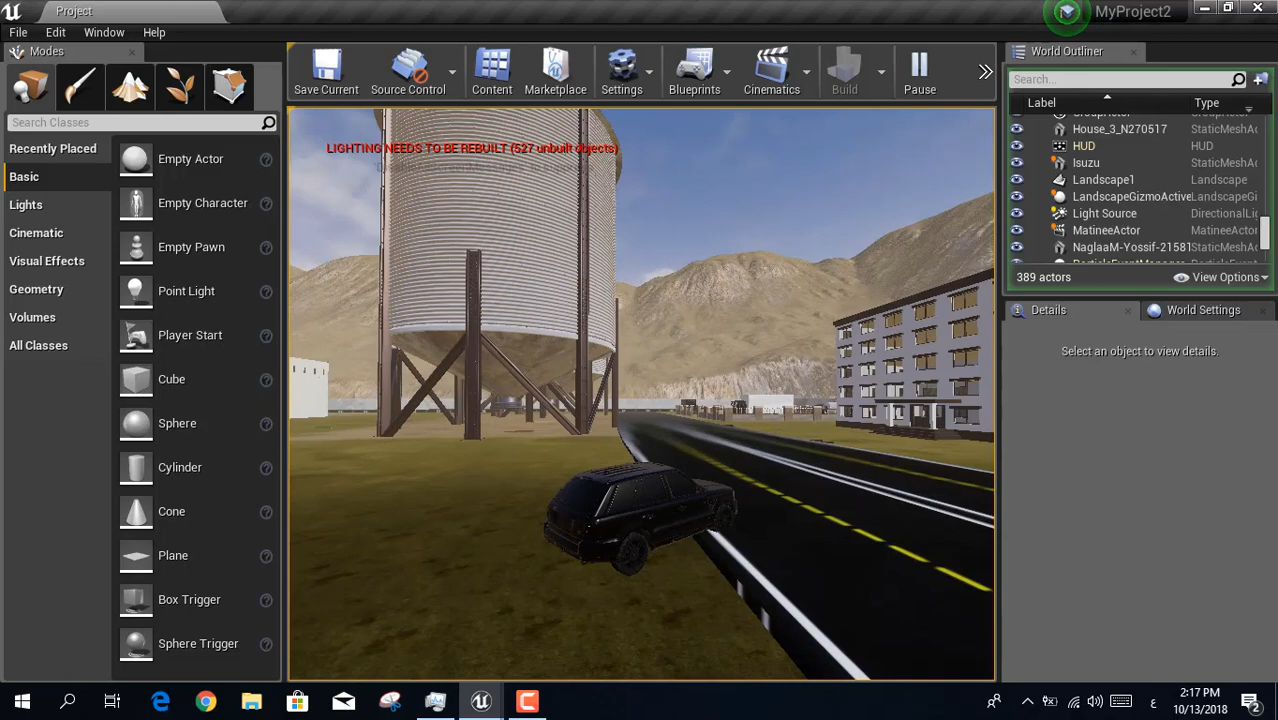 Project
MyProject2
File Edit Window Help
Modes
Search Classes
Recently Placed
Basic
Lights
Cinematic
Visual Effects
Geometry
Volumes
All Classes
Empty Actor
Empty Character
Empty Pawn
Point Light
Player Start
Cube
Sphere
Cylinder
Cone
Plane
Box Trigger
Sphere Trigger
Save Current
Source Control
Content
Marketplace
Settings
Blueprints
Cinematics
Build
Pause
LIGHTING NEEDS TO BE REBUILT (527 unbuilt objects)
World Outliner
Search...
Label Type
House_3_N270517 StaticMeshA
HUD HUD
Isuzu StaticMeshA
Landscape1 Landscape
LandscapeGizmoActive LandscapeGi
Light Source DirectionalLi
MatineeActor MatineeActor
NaglaaM-Yossif-21581 StaticMeshA
389 actors
View Options
Details
World Settings
Select an object to view details.
ع
2:17 PM
10/13/2018
2